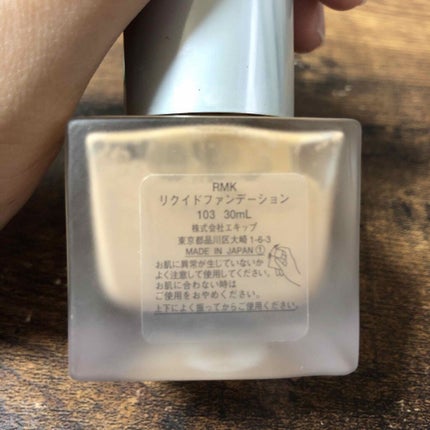 RMK
リクイドファンデーション
103 30mL
株式会社エキップ
東京都品川区大崎1-6-3
MADE IN JAPAN①
お肌に異常が生じていないか
よく注意して使用してください。
お肌に合わない時は
ご使用をおやめください。
上下によく振ってからご使用ください。